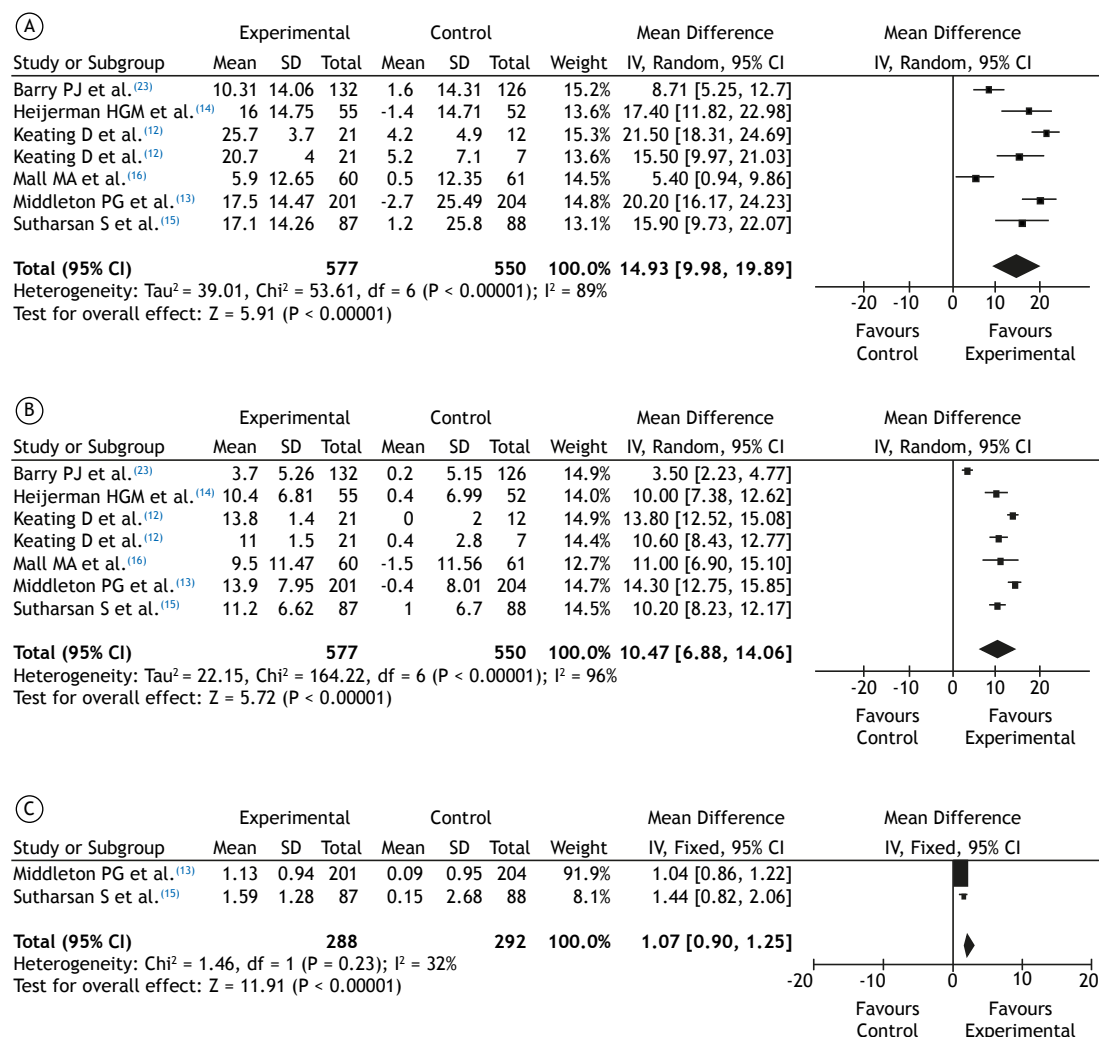 A
Experimental Control Mean Difference Mean Difference
Study or Subgroup Mean SD Total Mean SD Total Weight IV, Random, 95% CI IV, Random, 95% CI
Barry PJ et al.(23) 10.31 14.06 132 1.6 14.31 126 15.2% 8.71 [5.25, 12.7]
Heijerman HGM et al.(14) 16 14.75 55 -1.4 14.71 52 13.6% 17.40 [11.82, 22.98]
Keating D et al.(12) 25.7 3.7 21 4.2 4.9 12 15.3% 21.50 [18.31, 24.69]
Keating D et al.(12) 20.7 4 21 5.2 7.1 7 13.6% 15.50 [9.97, 21.03]
Mall MA et al.(16) 5.9 12.65 60 0.5 12.35 61 14.5% 5.40 [0.94, 9.86]
Middleton PG et al.(13) 17.5 14.47 201 -2.7 25.49 204 14.8% 20.20 [16.17, 24.23]
Sutharsan S et al.(15) 17.1 14.26 87 1.2 25.8 88 13.1% 15.90 [9.73, 22.07]
Total (95% CI) 577 550 100.0% 14.93 [9.98, 19.89]
Heterogeneity: Tau² = 39.01, Chi² = 53.61, df = 6 (P < 0.00001); I² = 89%
Test for overall effect: Z = 5.91 (P < 0.00001)
-20 -10 0 10 20
Favours Favours
Control Experimental
B
Experimental Control Mean Difference Mean Difference
Study or Subgroup Mean SD Total Mean SD Total Weight IV, Random, 95% CI IV, Random, 95% CI
Barry PJ et al.(23) 3.7 5.26 132 0.2 5.15 126 14.9% 3.50 [2.23, 4.77]
Heijerman HGM et al.(14) 10.4 6.81 55 0.4 6.99 52 14.0% 10.00 [7.38, 12.62]
Keating D et al.(12) 13.8 1.4 21 0 2 12 14.9% 13.80 [12.52, 15.08]
Keating D et al.(12) 11 1.5 21 0.4 2.8 7 14.4% 10.60 [8.43, 12.77]
Mall MA et al.(16) 9.5 11.47 60 -1.5 11.56 61 12.7% 11.00 [6.90, 15.10]
Middleton PG et al.(13) 13.9 7.95 201 -0.4 8.01 204 14.7% 14.30 [12.75, 15.85]
Sutharsan S et al.(15) 11.2 6.62 87 1 6.7 88 14.5% 10.20 [8.23, 12.17]
Total (95% CI) 577 550 100.0% 10.47 [6.88, 14.06]
Heterogeneity: Tau² = 22.15, Chi² = 164.22, df = 6 (P < 0.00001); I² = 96%
Test for overall effect: Z = 5.72 (P < 0.00001)
-20 -10 0 10 20
Favours Favours
Control Experimental
C
Experimental Control Mean Difference Mean Difference
Study or Subgroup Mean SD Total Mean SD Total Weight IV, Fixed, 95% CI IV, Fixed, 95% CI
Middleton PG et al.(13) 1.13 0.94 201 0.09 0.95 204 91.9% 1.04 [0.86, 1.22]
Sutharsan S et al.(15) 1.59 1.28 87 0.15 2.68 88 8.1% 1.44 [0.82, 2.06]
Total (95% CI) 288 292 100.0% 1.07 [0.90, 1.25]
Heterogeneity: Chi² = 1.46, df = 1 (P = 0.23); I² = 32%
Test for overall effect: Z = 11.91 (P < 0.00001)
-20 -10 0 10 20
Favours Favours
Control Experimental